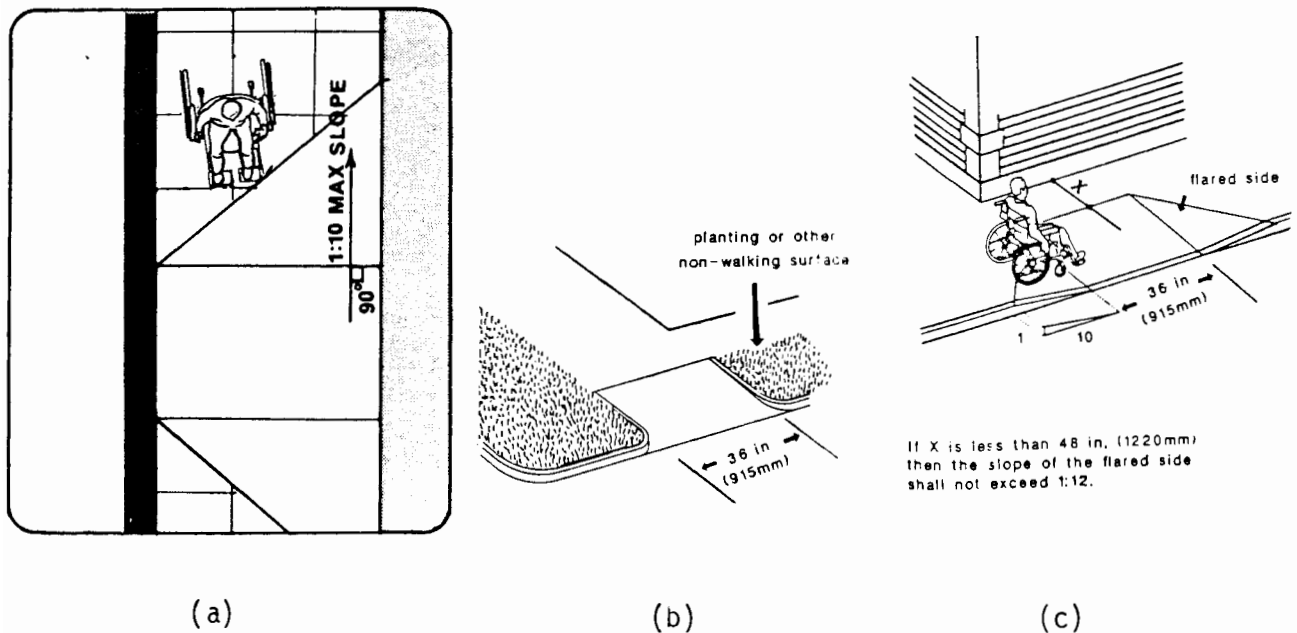 1:10 MAX SLOPE
90°
(a)
planting or other
non-walking surface
36 in
(915mm)
(b)
X
flared side
36 in
(915mm)
1
10
If X is less than 48 in, (1220mm)
then the slope of the flared side
shall not exceed 1:12.
(c)